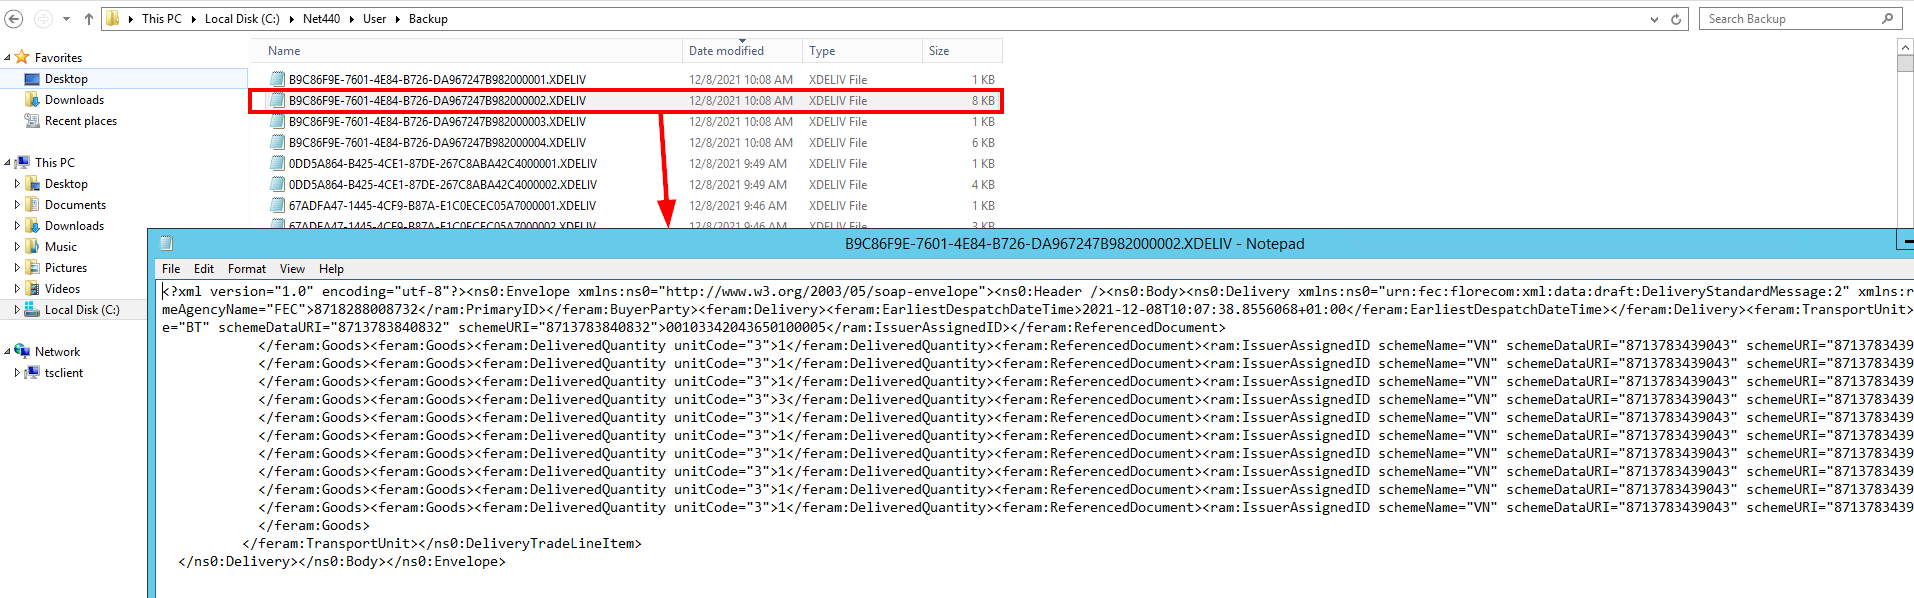 This PC ▸ Local Disk (C:) ▸ Net440 ▸ User ▸ Backup
Search Backup
Favorites
Desktop
Downloads
Recent places
This PC
Desktop
Documents
Downloads
Music
Pictures
Videos
Local Disk (C:)
Network
tsclient
Name Date modified Type Size
B9C86F9E-7601-4E84-B726-DA967247B982000001.XDELIV 12/8/2021 10:08 AM XDELIV File 1 KB
B9C86F9E-7601-4E84-B726-DA967247B982000002.XDELIV 12/8/2021 10:08 AM XDELIV File 8 KB
B9C86F9E-7601-4E84-B726-DA967247B982000003.XDELIV 12/8/2021 10:08 AM XDELIV File 1 KB
B9C86F9E-7601-4E84-B726-DA967247B982000004.XDELIV 12/8/2021 10:08 AM XDELIV File 6 KB
0DD5A864-B425-4CE1-87DE-267C8ABA42C4000001.XDELIV 12/8/2021 9:49 AM XDELIV File 1 KB
0DD5A864-B425-4CE1-87DE-267C8ABA42C4000002.XDELIV 12/8/2021 9:49 AM XDELIV File 4 KB
67ADFA47-1445-4CF9-B87A-E1C0ECEC05A7000001.XDELIV 12/8/2021 9:46 AM XDELIV File 1 KB
67ADFA47-1445-4CF9-B87A-E1C0ECEC05A7000002.XDELIV 12/8/2021 9:46 AM XDELIV File 3 KB
B9C86F9E-7601-4E84-B726-DA967247B982000002.XDELIV - Notepad
File Edit Format View Help
<?xml version="1.0" encoding="utf-8"?><ns0:Envelope xmlns:ns0="http://www.w3.org/2003/05/soap-envelope"><ns0:Header /><ns0:Body><ns0:Delivery xmlns:ns0="urn:fec:florecom:xml:data:draft:DeliveryStandardMessage:2" xmlns:r
meAgencyName="FEC">8718288008732</ram:PrimaryID></feram:BuyerParty><feram:Delivery><feram:EarliestDespatchDateTime>2021-12-08T10:07:38.8556068+01:00</feram:EarliestDespatchDateTime></feram:Delivery><feram:TransportUnit>
e="BT" schemeDataURI="8713783840832" schemeURI="8713783840832">00103342043650100005</ram:IssuerAssignedID></feram:ReferencedDocument>
</feram:Goods><feram:Goods><feram:DeliveredQuantity unitCode="3">1</feram:DeliveredQuantity><feram:ReferencedDocument><ram:IssuerAssignedID schemeName="VN" schemeDataURI="8713783439043" schemeURI="8713783439
</feram:Goods><feram:Goods><feram:DeliveredQuantity unitCode="3">1</feram:DeliveredQuantity><feram:ReferencedDocument><ram:IssuerAssignedID schemeName="VN" schemeDataURI="8713783439043" schemeURI="8713783439
</feram:Goods><feram:Goods><feram:DeliveredQuantity unitCode="3">1</feram:DeliveredQuantity><feram:ReferencedDocument><ram:IssuerAssignedID schemeName="VN" schemeDataURI="8713783439043" schemeURI="8713783439
</feram:Goods><feram:Goods><feram:DeliveredQuantity unitCode="3">3</feram:DeliveredQuantity><feram:ReferencedDocument><ram:IssuerAssignedID schemeName="VN" schemeDataURI="8713783439043" schemeURI="8713783439
</feram:Goods><feram:Goods><feram:DeliveredQuantity unitCode="3">1</feram:DeliveredQuantity><feram:ReferencedDocument><ram:IssuerAssignedID schemeName="VN" schemeDataURI="8713783439043" schemeURI="8713783439
</feram:Goods><feram:Goods><feram:DeliveredQuantity unitCode="3">1</feram:DeliveredQuantity><feram:ReferencedDocument><ram:IssuerAssignedID schemeName="VN" schemeDataURI="8713783439043" schemeURI="8713783439
</feram:Goods><feram:Goods><feram:DeliveredQuantity unitCode="3">1</feram:DeliveredQuantity><feram:ReferencedDocument><ram:IssuerAssignedID schemeName="VN" schemeDataURI="8713783439043" schemeURI="8713783439
</feram:Goods><feram:Goods><feram:DeliveredQuantity unitCode="3">1</feram:DeliveredQuantity><feram:ReferencedDocument><ram:IssuerAssignedID schemeName="VN" schemeDataURI="8713783439043" schemeURI="8713783439
</feram:Goods><feram:Goods><feram:DeliveredQuantity unitCode="3">1</feram:DeliveredQuantity><feram:ReferencedDocument><ram:IssuerAssignedID schemeName="VN" schemeDataURI="8713783439043" schemeURI="8713783439
</feram:Goods><feram:Goods><feram:DeliveredQuantity unitCode="3">1</feram:DeliveredQuantity><feram:ReferencedDocument><ram:IssuerAssignedID schemeName="VN" schemeDataURI="8713783439043" schemeURI="8713783439
</feram:Goods>
</feram:TransportUnit></ns0:DeliveryTradeLineItem>
</ns0:Delivery></ns0:Body></ns0:Envelope>